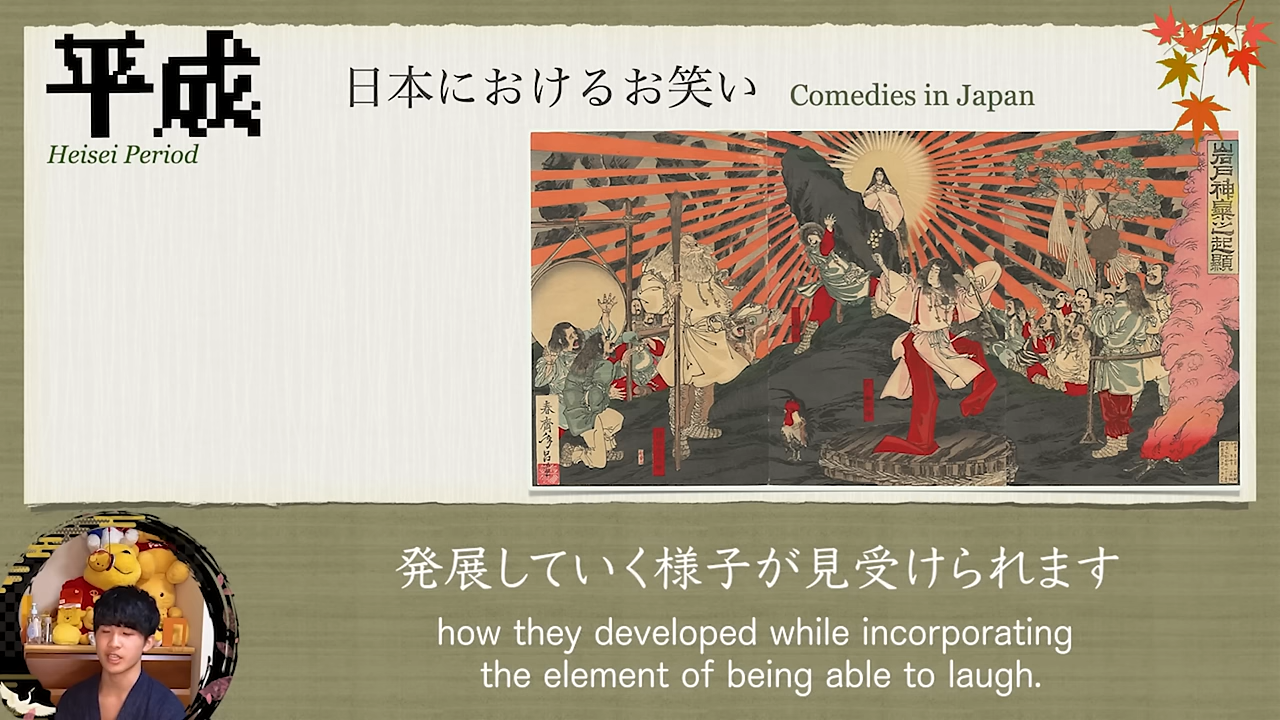 平成
Heisei Period
日本におけるお笑い Comedies in Japan
岩戸神樂之起顯
発展していく様子が見受けられます
how they developed while incorporating
the element of being able to laugh.